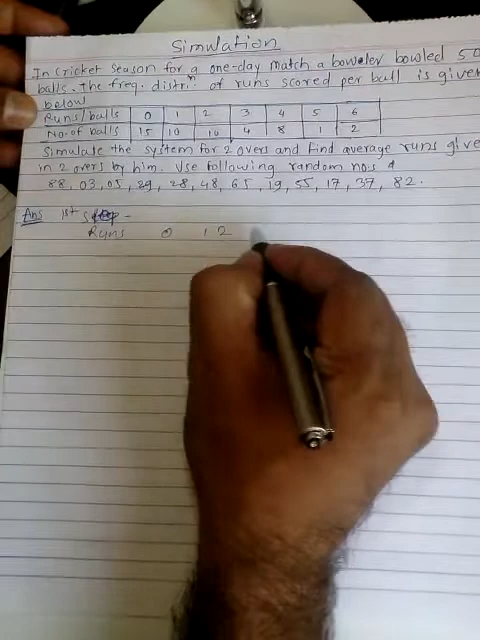 Simulation
In cricket season for a one-day match a bowler bowled 50
balls. The freq. distrin of runs scored per ball is given
below
Runs/balls 0 1 2 3 4 5 6
No. of balls 15 10 10 4 8 1 2
Simulate the system for 2 overs and find average runs give
in 2 overs by him. Use following random nos
88, 03, 05, 29, 28, 48, 65, 19, 55, 17, 37, 82.
Ans 1st step -
Runs 0 1 2